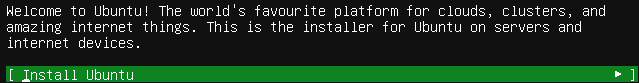 Welcome to Ubuntu! The world's favourite platform for clouds, clusters, and
amazing internet things. This is the installer for Ubuntu on servers and
internet devices.
[ Install Ubuntu ▸ ]